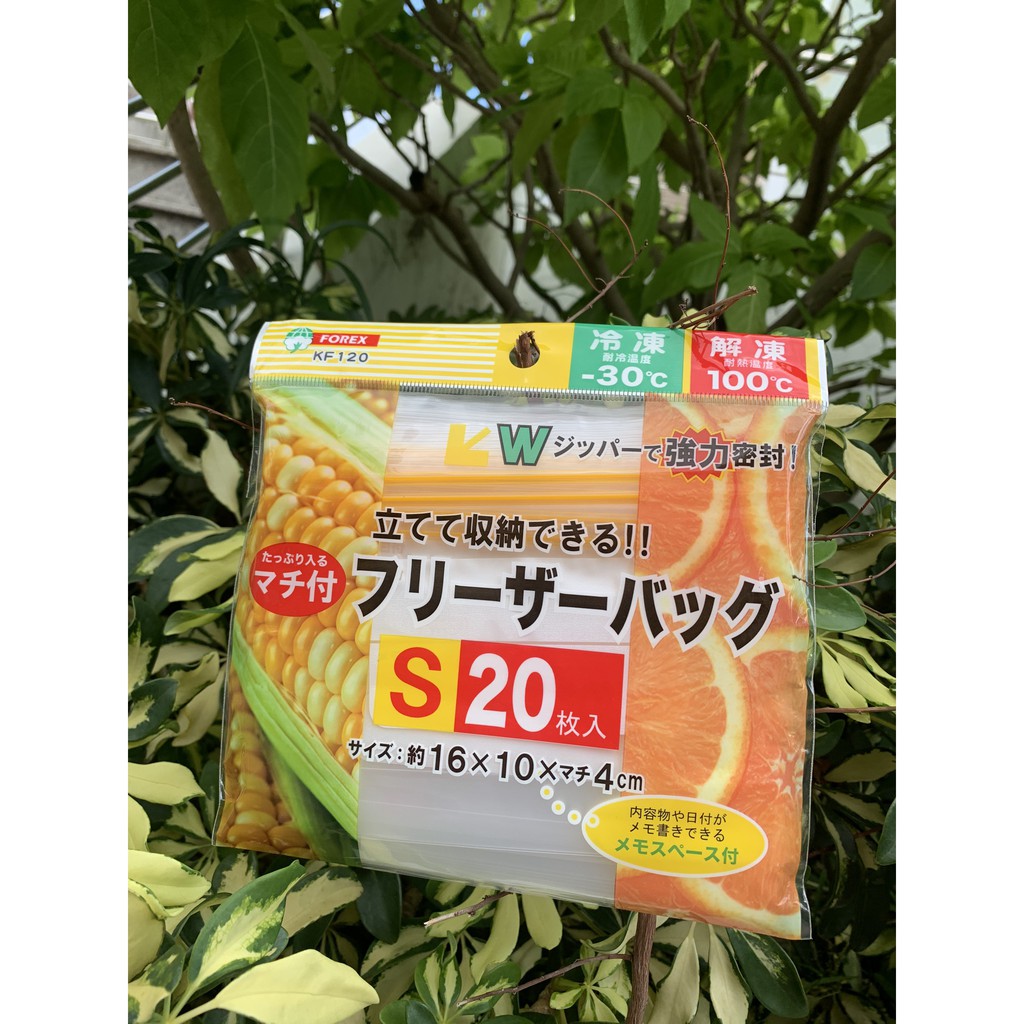 FOREX
KF120
冷凍
耐冷温度
-30℃
解凍
耐熱温度
100℃
Wジッパーで強力密封!
立てて収納できる!!
たっぷり入る
マチ付
フリーザーバッグ
S 20枚入
サイズ:約16×10×マチ4cm
内容物や日付が
メモ書きできる
メモスペース付